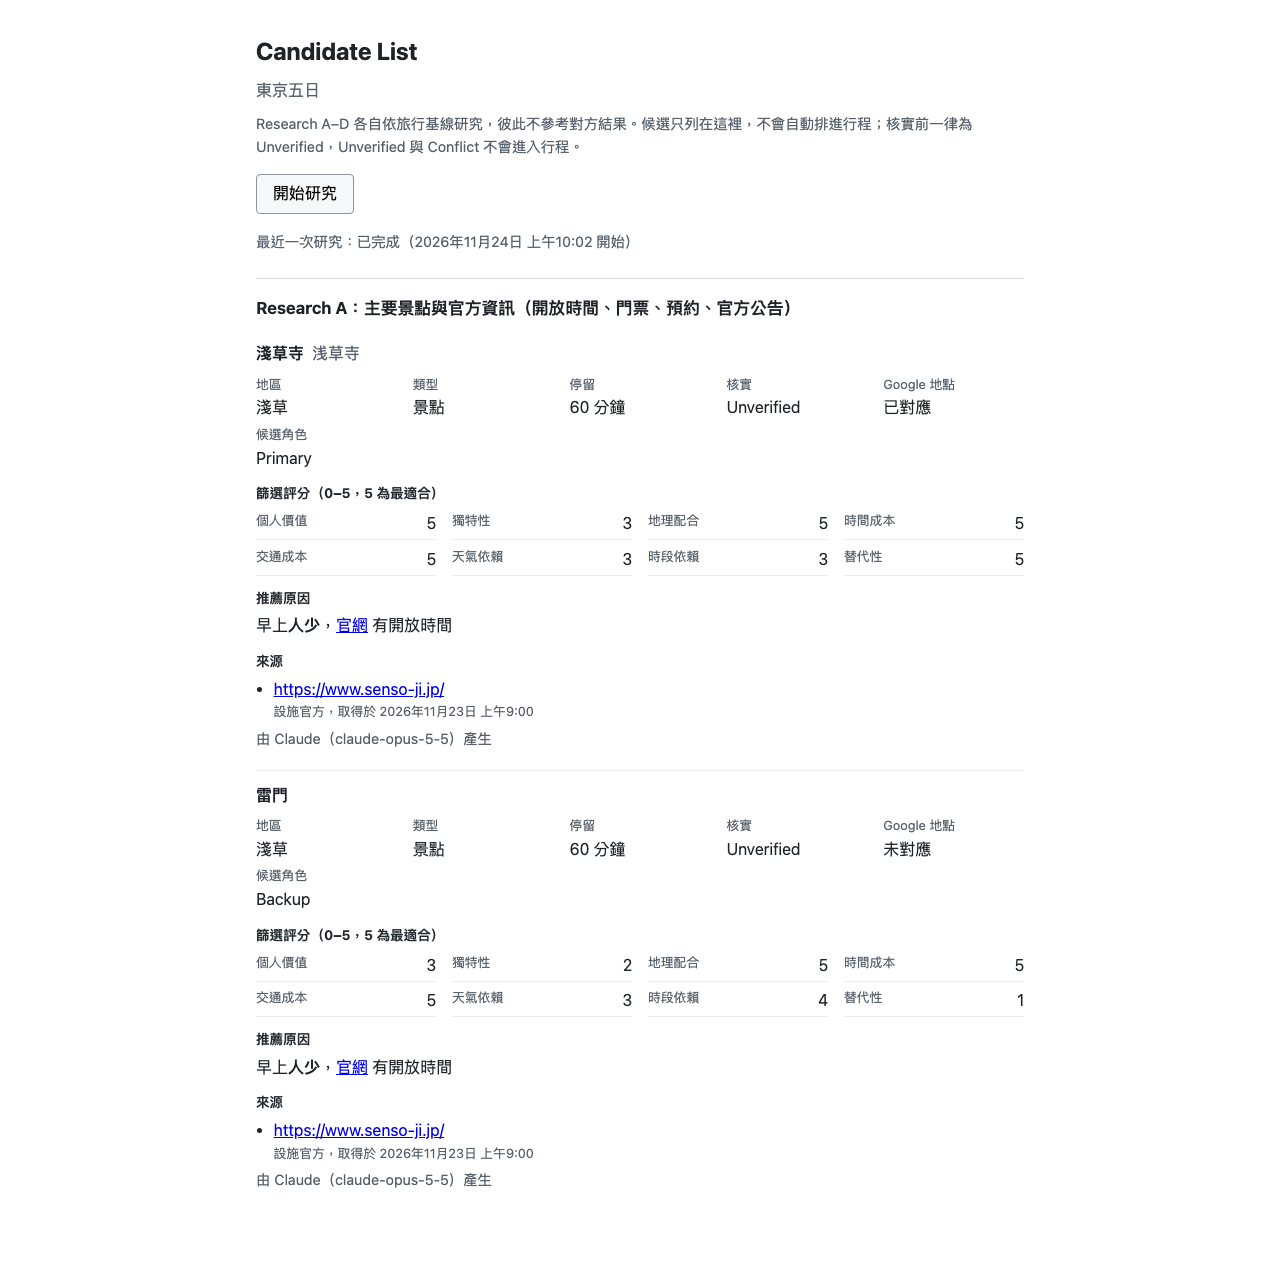 Candidate List
東京五日
Research A–D 各自依旅行基線研究，彼此不參考對方結果。候選只列在這裡，不會自動排進行程；核實前一律為
Unverified，Unverified 與 Conflict 不會進入行程。
開始研究
最近一次研究：已完成（2026年11月24日 上午10:02 開始）
Research A：主要景點與官方資訊（開放時間、門票、預約、官方公告）
淺草寺 浅草寺
地區 類型 停留 核實 Google 地點
淺草 景點 60 分鐘 Unverified 已對應
候選角色
Primary
篩選評分（0–5，5 為最適合）
個人價值 5 獨特性 3 地理配合 5 時間成本 5
交通成本 5 天氣依賴 3 時段依賴 3 替代性 5
推薦原因
早上人少，官網 有開放時間
來源
• https://www.senso-ji.jp/
設施官方，取得於 2026年11月23日 上午9:00
由 Claude（claude-opus-5-5）產生
雷門
地區 類型 停留 核實 Google 地點
淺草 景點 60 分鐘 Unverified 未對應
候選角色
Backup
篩選評分（0–5，5 為最適合）
個人價值 3 獨特性 2 地理配合 5 時間成本 5
交通成本 5 天氣依賴 3 時段依賴 4 替代性 1
推薦原因
早上人少，官網 有開放時間
來源
• https://www.senso-ji.jp/
設施官方，取得於 2026年11月23日 上午9:00
由 Claude（claude-opus-5-5）產生